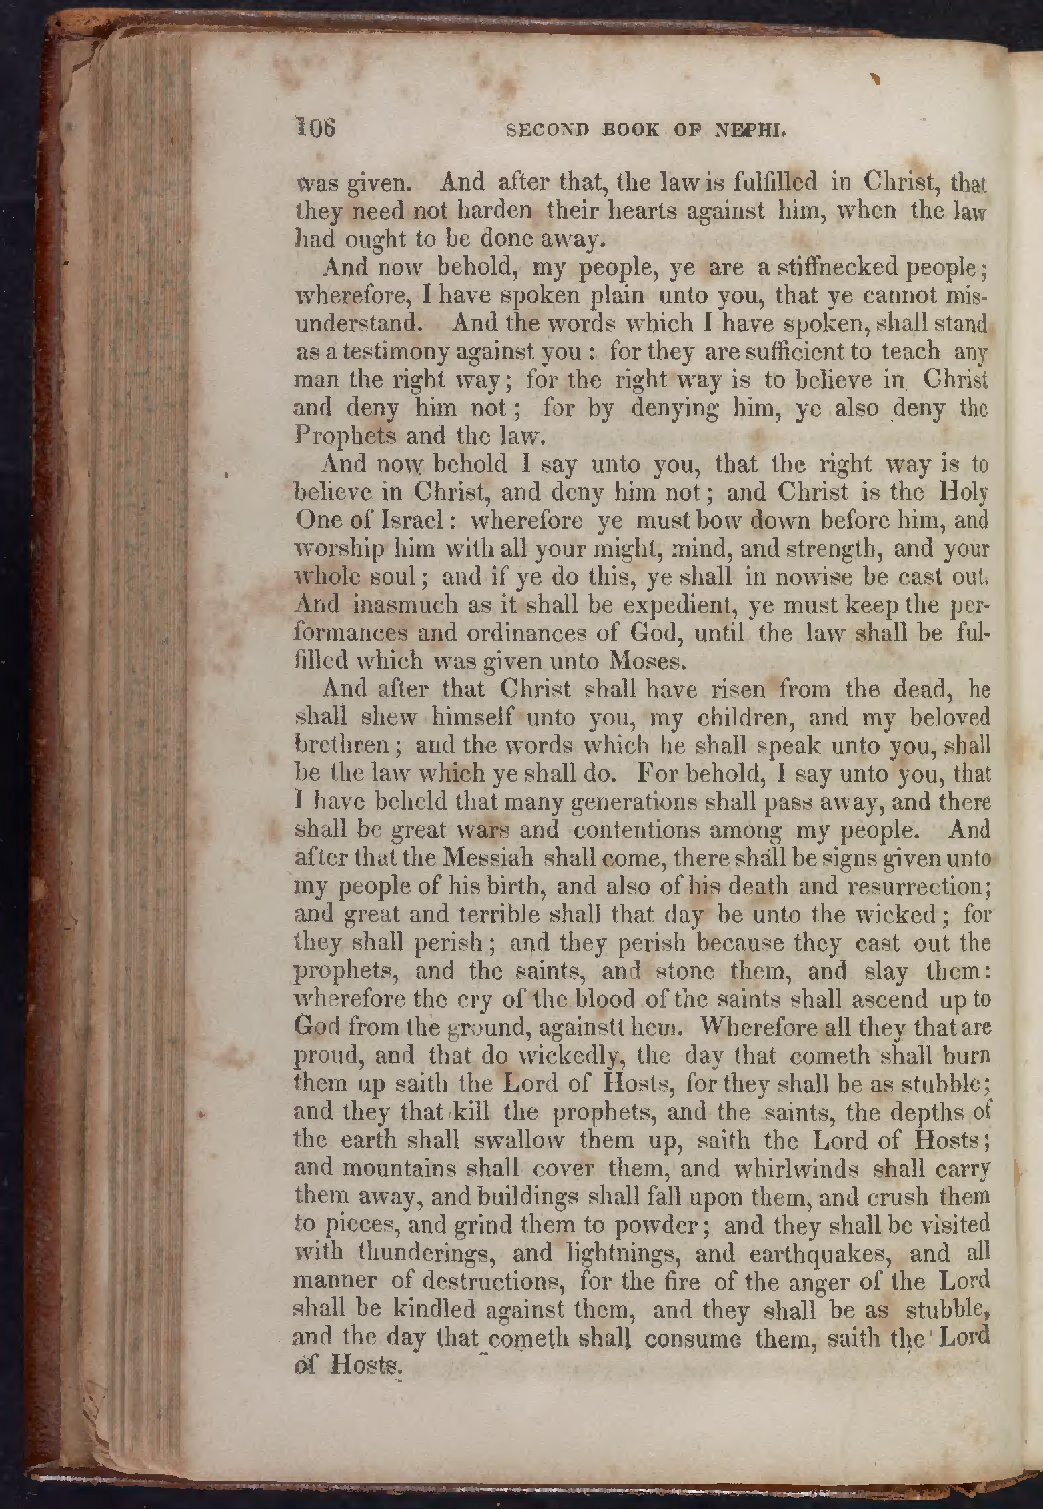 106 SECOND BOOK OF NEPHI.
was given. And after that, the law is fulfilled in Christ, that
they need not harden their hearts against him, when the law
had ought to be done away.
And now behold, my people, ye are a stiffnecked people;
wherefore, I have spoken plain unto you, that ye cannot mis-
understand. And the words which I have spoken, shall stand
as a testimony against you : for they are sufficient to teach any
man the right way; for the right way is to believe in Christ
and deny him not; for by denying him, ye also deny the
Prophets and the law.
And now behold I say unto you, that the right way is to
believe in Christ, and deny him not; and Christ is the Holy
One of Israel: wherefore ye must bow down before him, and
worship him with all your might, mind, and strength, and your
whole soul; and if ye do this, ye shall in nowise be cast out.
And inasmuch as it shall be expedient, ye must keep the per-
formances and ordinances of God, until the law shall be ful-
filled which was given unto Moses.
And after that Christ shall have risen from the dead, he
shall shew himself unto you, my children, and my beloved
brethren; and the words which he shall speak unto you, shall
be the law which ye shall do. For behold, I say unto you, that
I have beheld that many generations shall pass away, and there
shall be great wars and contentions among my people. And
after that the Messiah shall come, there shall be signs given unto
my people of his birth, and also of his death and resurrection;
and great and terrible shall that day be unto the wicked; for
they shall perish; and they perish because they cast out the
prophets, and the saints, and stone them, and slay them:
wherefore the cry of the blood of the saints shall ascend up to
God from the ground, againstt hem. Wherefore all they that are
proud, and that do wickedly, the day that cometh shall burn
them up saith the Lord of Hosts, for they shall be as stubble;
and they that kill the prophets, and the saints, the depths of
the earth shall swallow them up, saith the Lord of Hosts;
and mountains shall cover them, and whirlwinds shall carry
them away, and buildings shall fall upon them, and crush them
to pieces, and grind them to powder; and they shall be visited
with thunderings, and lightnings, and earthquakes, and all
manner of destructions, for the fire of the anger of the Lord
shall be kindled against them, and they shall be as stubble,
and the day that cometh shall consume them, saith the Lord
of Hosts.